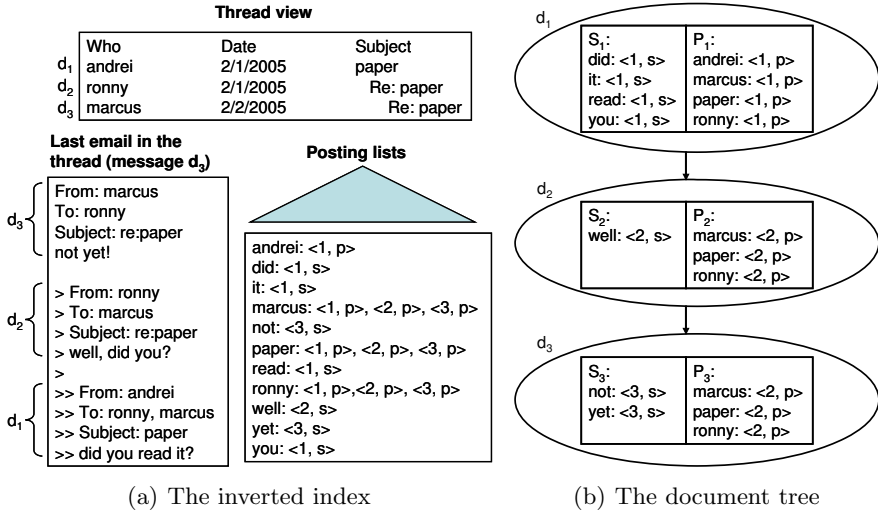 Thread view
Who Date Subject
d1 andrei 2/1/2005 paper
d2 ronny 2/1/2005 Re: paper
d3 marcus 2/2/2005 Re: paper
Last email in the
thread (message d3)
d3
From: marcus
To: ronny
Subject: re:paper
not yet!
d2
> From: ronny
> To: marcus
> Subject: re:paper
> well, did you?
>
d1
>> From: andrei
>> To: ronny, marcus
>> Subject: paper
>> did you read it?
Posting lists
andrei: <1, p>
did: <1, s>
it: <1, s>
marcus: <1, p>, <2, p>, <3, p>
not: <3, s>
paper: <1, p>, <2, p>, <3, p>
read: <1, s>
ronny: <1, p>,<2, p>, <3, p>
well: <2, s>
yet: <3, s>
you: <1, s>
(a) The inverted index
d1
S1:
did: <1, s>
it: <1, s>
read: <1, s>
you: <1, s>
P1:
andrei: <1, p>
marcus: <1, p>
paper: <1, p>
ronny: <1, p>
d2
S2:
well: <2, s>
P2:
marcus: <2, p>
paper: <2, p>
ronny: <2, p>
d3
S3:
not: <3, s>
yet: <3, s>
P3:
marcus: <2, p>
paper: <2, p>
ronny: <2, p>
(b) The document tree